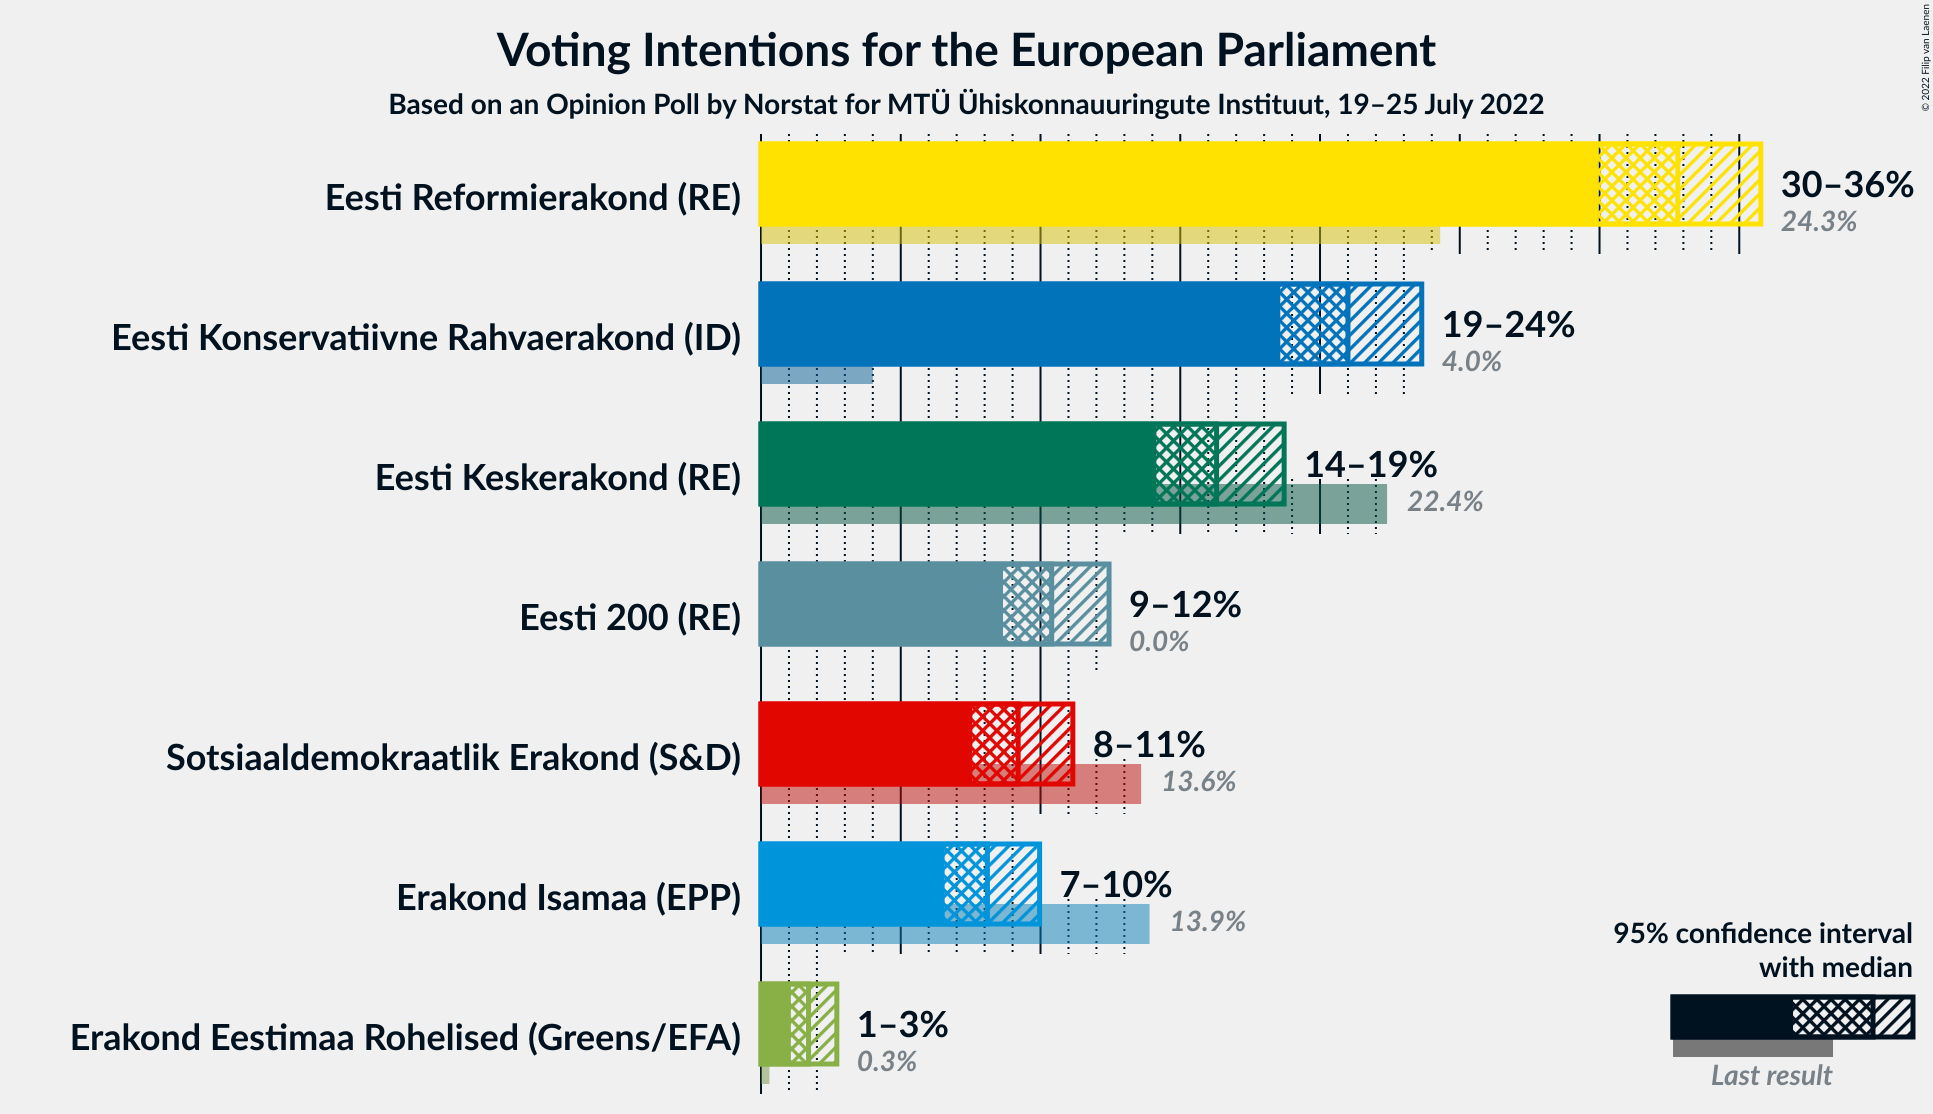 Voting Intentions for the European Parliament
Based on an Opinion Poll by Norstat for MTÜ Ühiskonnauuringute Instituut, 19–25 July 2022
© 2022 Filip van Laenen
Eesti Reformierakond (RE)
30–36%
24.3%
Eesti Konservatiivne Rahvaerakond (ID)
19–24%
4.0%
Eesti Keskerakond (RE)
14–19%
22.4%
Eesti 200 (RE)
9–12%
0.0%
Sotsiaaldemokraatlik Erakond (S&D)
8–11%
13.6%
Erakond Isamaa (EPP)
7–10%
13.9%
Erakond Eestimaa Rohelised (Greens/EFA)
1–3%
0.3%
95% confidence interval
with median
Last result